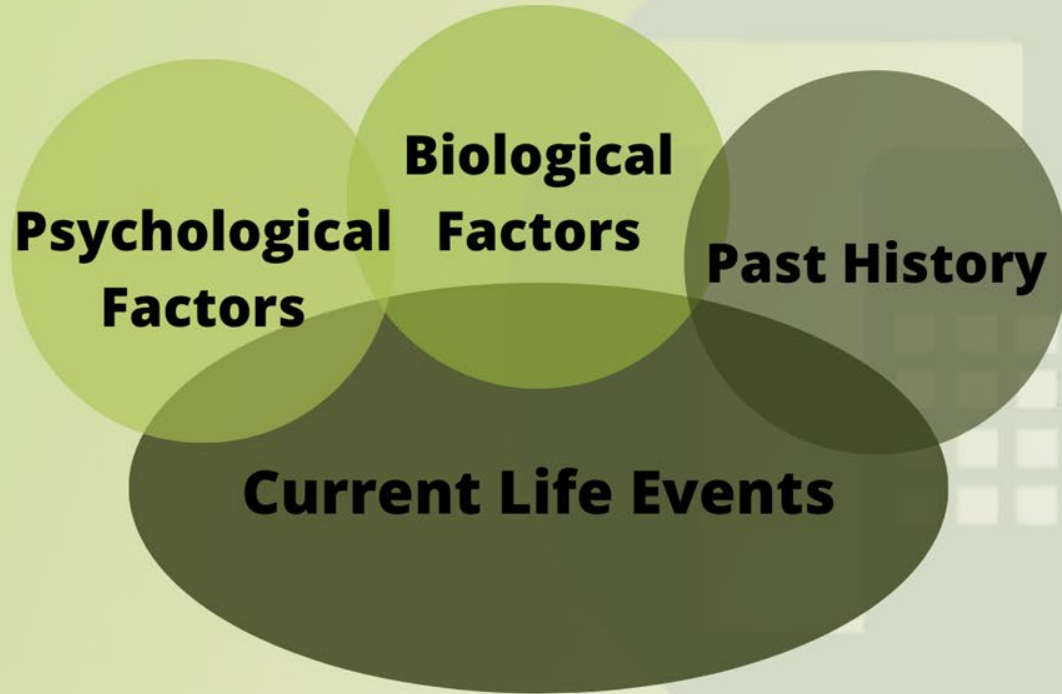 Biological
Factors
Psychological
Factors
Past History
Current Life Events